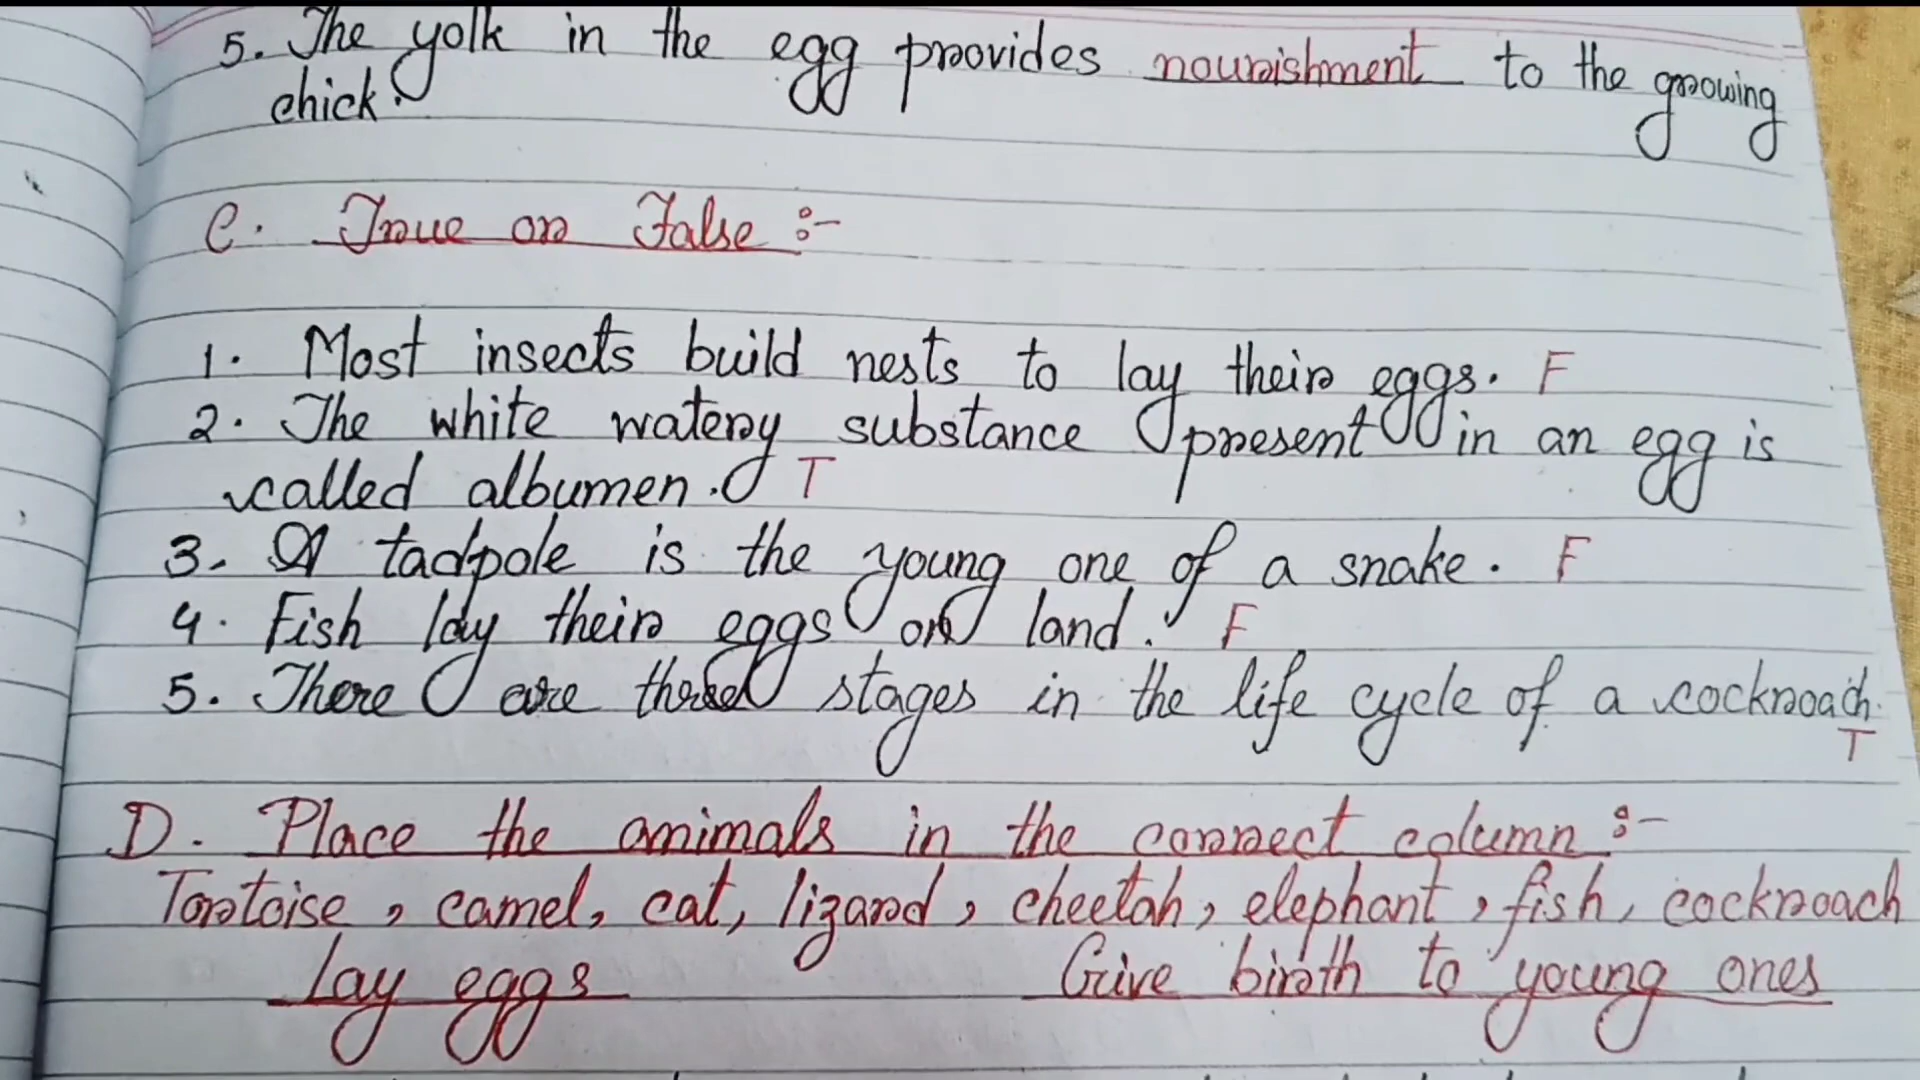 5. The yolk in the egg provides nourishment to the growing
chick.
C. True or False :-
1. Most insects build nests to lay their eggs. F
2. The white watery substance present in an egg is
called albumen. T
3. A tadpole is the young one of a snake. F
4. Fish lay their eggs on land. F
5. There are three stages in the life cycle of a cockroach.
T
D. Place the animals in the correct column :-
Tortoise, camel, cat, lizard, cheetah, elephant, fish, cockroach
Lay eggs Give birth to young ones